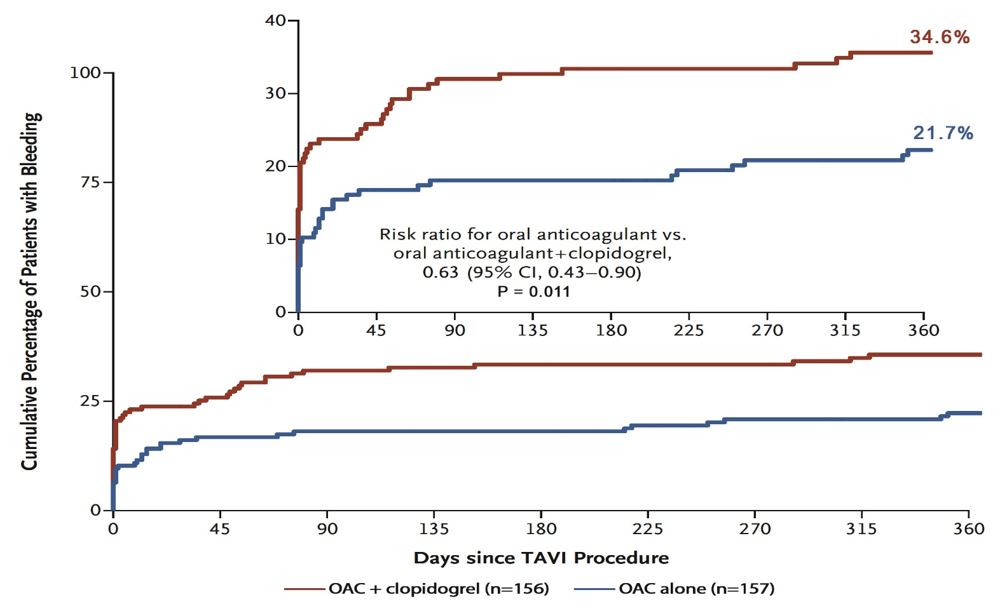 40
34.6%
100
30
21.7%
20
75
Cumulative Percentage of Patients with Bleeding
Risk ratio for oral anticoagulant vs.
oral anticoagulant+clopidogrel,
0.63 (95% CI, 0.43–0.90)
P = 0.011
10
50
0
0 45 90 135 180 225 270 315 360
25
0
0 45 90 135 180 225 270 315 360
Days since TAVI Procedure
OAC + clopidogrel (n=156) OAC alone (n=157)